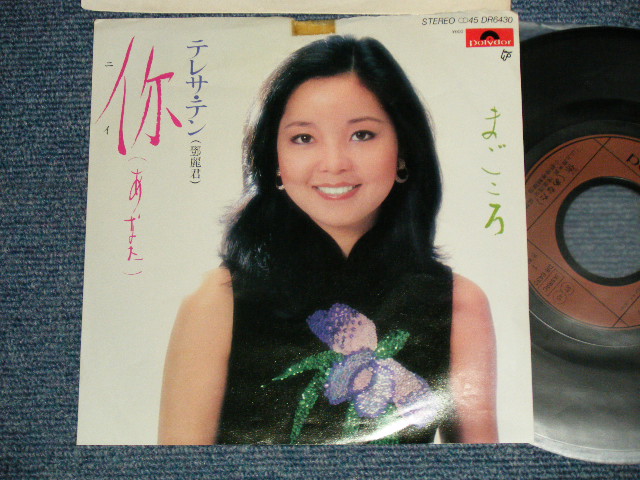 STEREO CD45 DR6430
Polydor
你
ニイ
(あなた)
テレサ・テン(鄧麗君)
まごころ